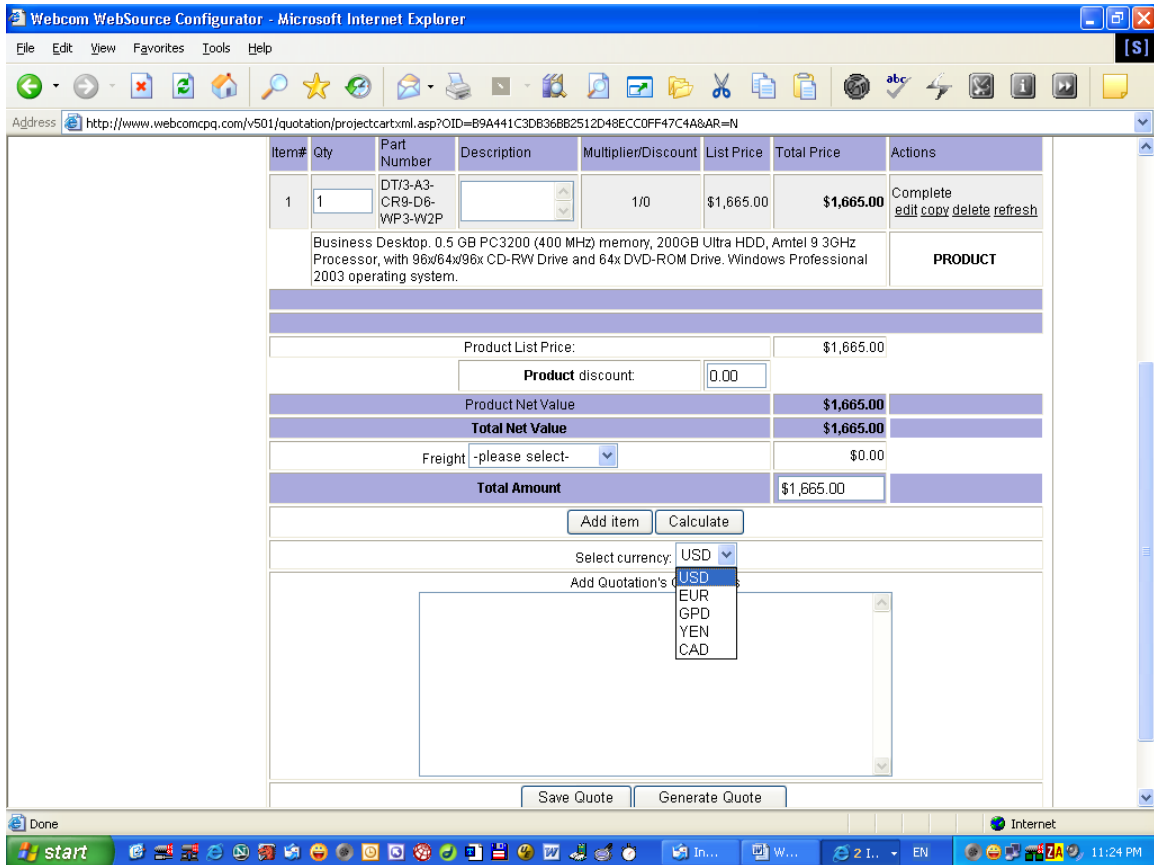 Webcom WebSource Configurator - Microsoft Internet Explorer
File Edit View Favorites Tools Help
[S]
abc
Address http://www.webcomcpq.com/v501/quotation/projectcartxml.asp?OID=B9A441C3DB36BB2512D48ECC0FF47C4A&AR=N
Item# Qty Part Number Description Multiplier/Discount List Price Total Price Actions
1 1 DT/3-A3-CR9-D6-WP3-W2P 1/0 $1,665.00 $1,665.00 Complete edit copy delete refresh
Business Desktop. 0.5 GB PC3200 (400 MHz) memory, 200GB Ultra HDD, Amtel 9 3GHz
Processor, with 96x/64x/96x CD-RW Drive and 64x DVD-ROM Drive. Windows Professional
2003 operating system.
PRODUCT
Product List Price: $1,665.00
Product discount: 0.00
Product Net Value $1,665.00
Total Net Value $1,665.00
Freight -please select- $0.00
Total Amount $1,665.00
Add item Calculate
Select currency: USD
Add Quotation's
USD
EUR
GPD
YEN
CAD
Save Quote Generate Quote
Done Internet
start In... W... 2 I.. EN ZA 11:24 PM